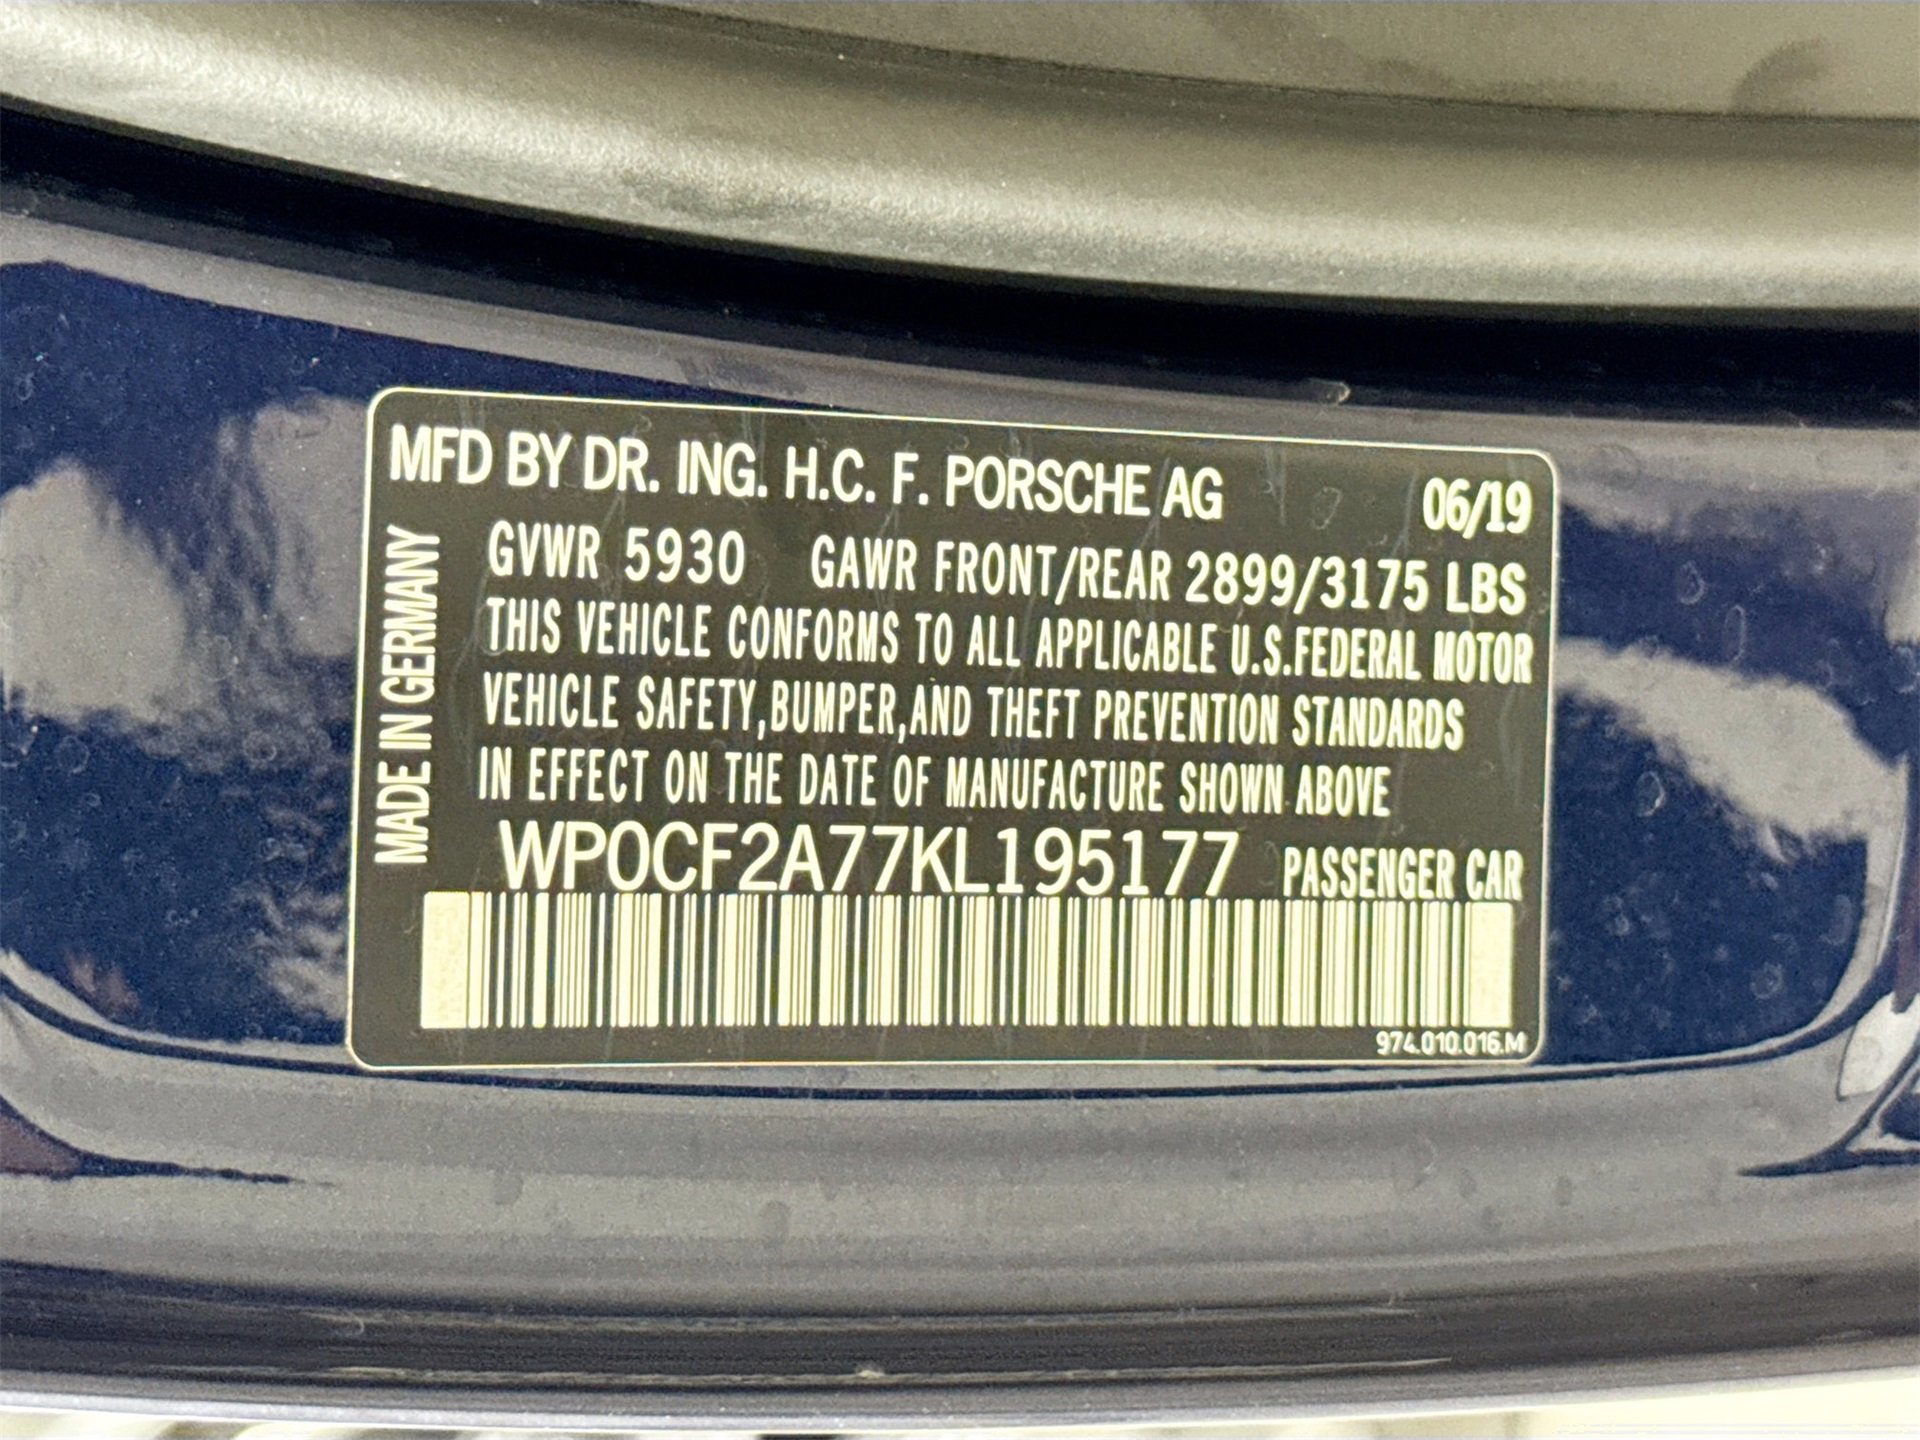 MFD BY DR. ING. H.C. F. PORSCHE AG 06/19
MADE IN GERMANY
GVWR 5930 GAWR FRONT/REAR 2899/3175 LBS
THIS VEHICLE CONFORMS TO ALL APPLICABLE U.S.FEDERAL MOTOR
VEHICLE SAFETY,BUMPER,AND THEFT PREVENTION STANDARDS
IN EFFECT ON THE DATE OF MANUFACTURE SHOWN ABOVE
WP0CF2A77KL195177 PASSENGER CAR
974.010.016.M